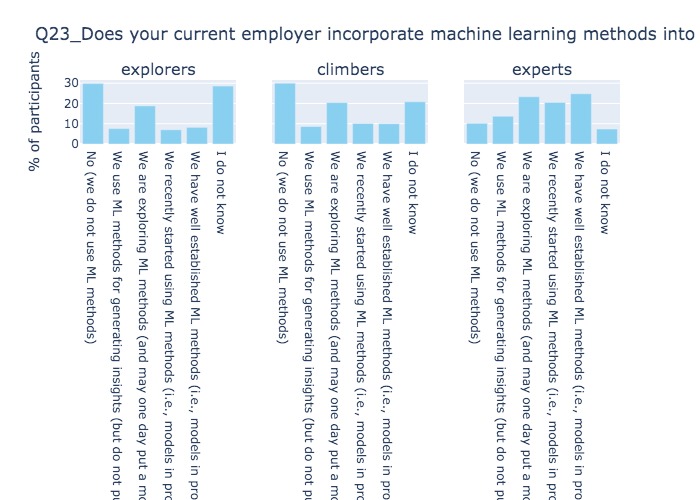 Q23_Does your current employer incorporate machine learning methods into
% of participants
explorers
climbers
experts
30
20
10
0
No (we do not use ML methods)
We use ML methods for generating insights (but do not
We are exploring ML methods (and may one day put a
We recently started using ML methods (i.e., models in
We have well established ML methods (i.e., models in
I do not know
No (we do not use ML methods)
We use ML methods for generating insights (but do not
We are exploring ML methods (and may one day put a
We recently started using ML methods (i.e., models in
We have well established ML methods (i.e., models in
I do not know
No (we do not use ML methods)
We use ML methods for generating insights (but do not
We are exploring ML methods (and may one day put a
We recently started using ML methods (i.e., models in
We have well established ML methods (i.e., models in
I do not know